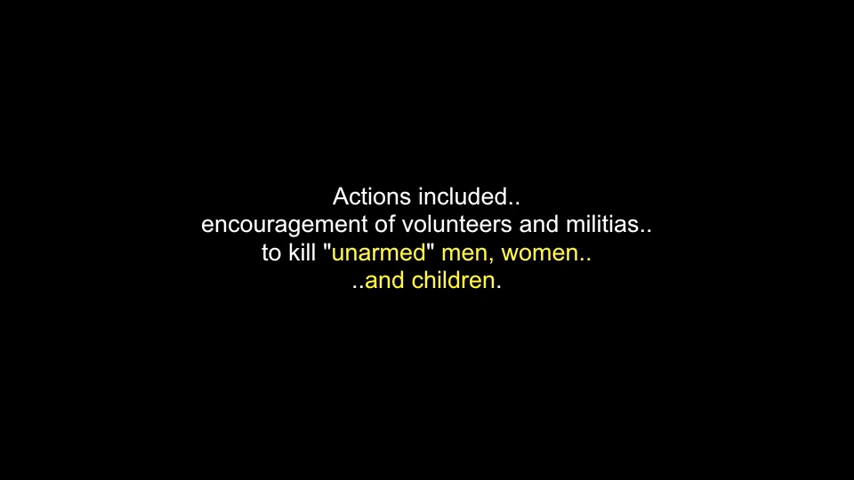 Actions included..
encouragement of volunteers and militias..
to kill "unarmed" men, women..
..and children.